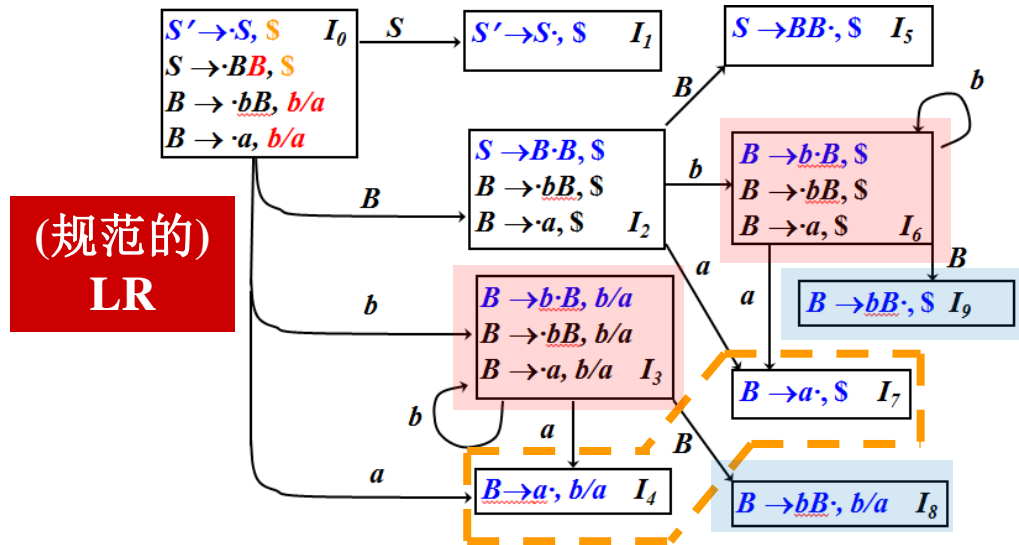 S′→·S, $ I0
S→·BB, $
B→·bB, b/a
B→·a, b/a
S
S′→S·, $ I1
S→BB·, $ I5
B
b
S→B·B, $
B→·bB, $
B→·a, $ I2
b
B→b·B, $
B→·bB, $
B→·a, $ I6
B
(规范的)
LR
a
a
B
B→bB·, $ I9
b
B→b·B, b/a
B→·bB, b/a
B→·a, b/a I3
B→a·, $ I7
b
a
B
a
B→a·, b/a I4
B→bB·, b/a I8